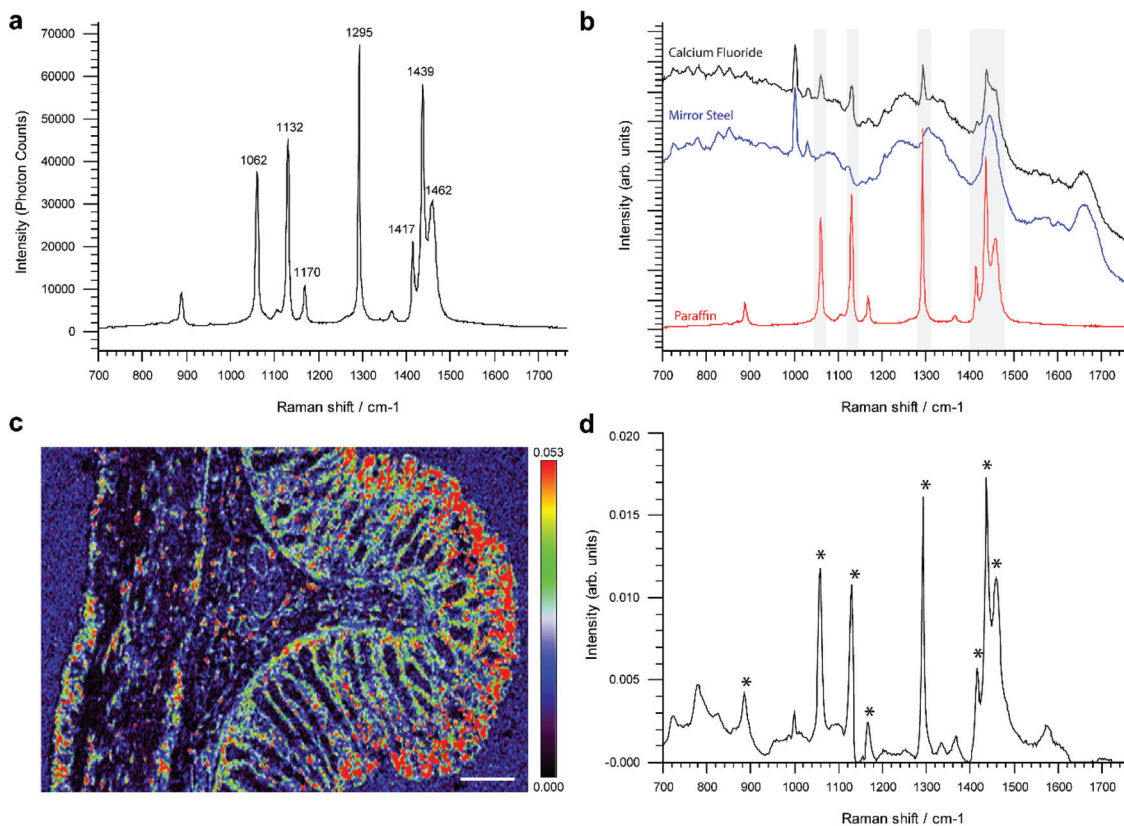 a
1295
1439
1132
1062
1462
1417
1170
Intensity (Photon Counts)
70000
60000
50000
40000
30000
20000
10000
0
700 800 900 1000 1100 1200 1300 1400 1500 1600 1700
Raman shift / cm-1
b
Calcium Fluoride
Mirror Steel
Paraffin
Intensity (arb. units)
700 800 900 1000 1100 1200 1300 1400 1500 1600 1700
Raman shift / cm-1
c
0.053
0.000
d
0.020
0.015
0.010
0.005
-0.000
Intensity (arb. units)
* * * * * * * *
700 800 900 1000 1100 1200 1300 1400 1500 1600 1700
Raman shift / cm-1